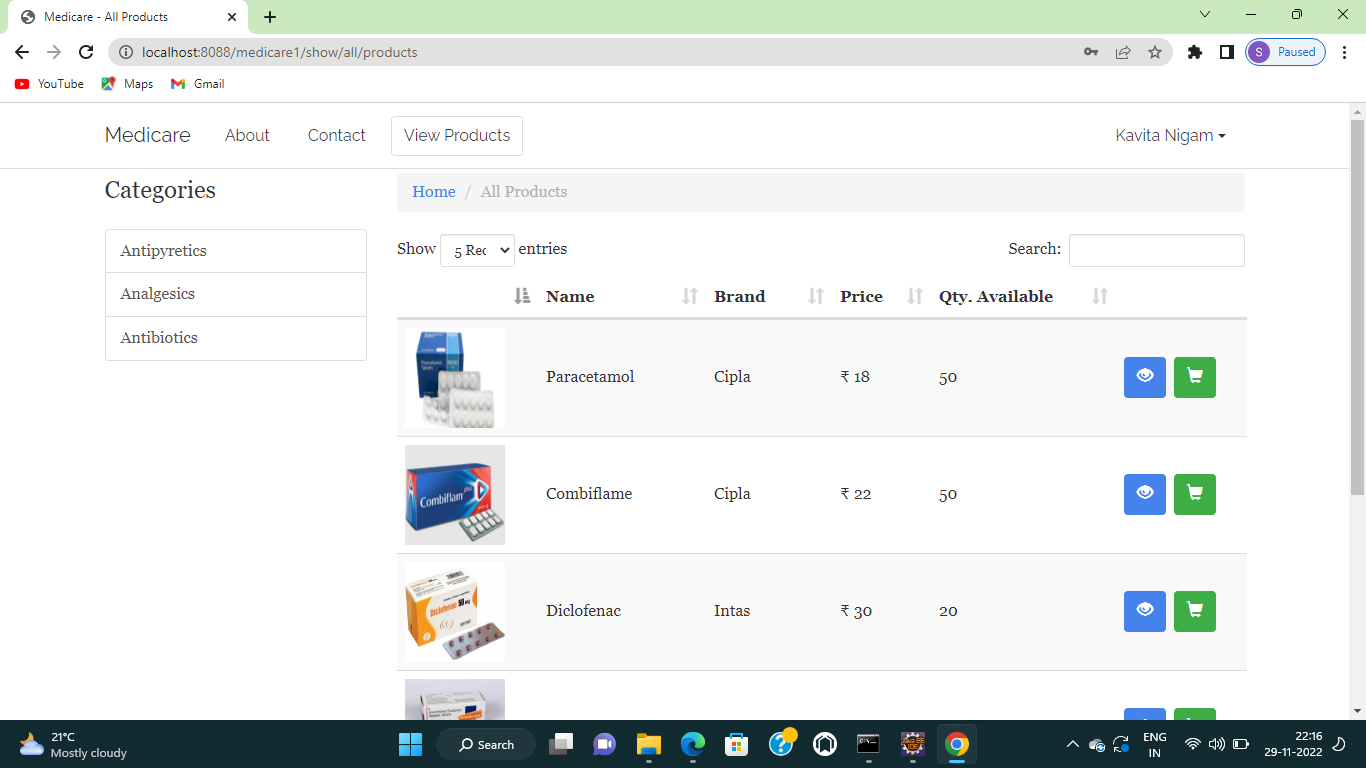 Medicare - All Products
localhost:8088/medicare1/show/all/products
S Paused
YouTube Maps Gmail
Medicare About Contact View Products Kavita Nigam
Categories
Antipyretics
Analgesics
Antibiotics
Home / All Products
Show 5 Rec entries Search:
Name Brand Price Qty. Available
Paracetamol Cipla ₹ 18 50
Combiflam
Combiflame Cipla ₹ 22 50
Diclofenac 50 mg
Diclofenac Intas ₹ 30 20
21°C
Mostly cloudy
Search
ENG
IN
22:16
29-11-2022